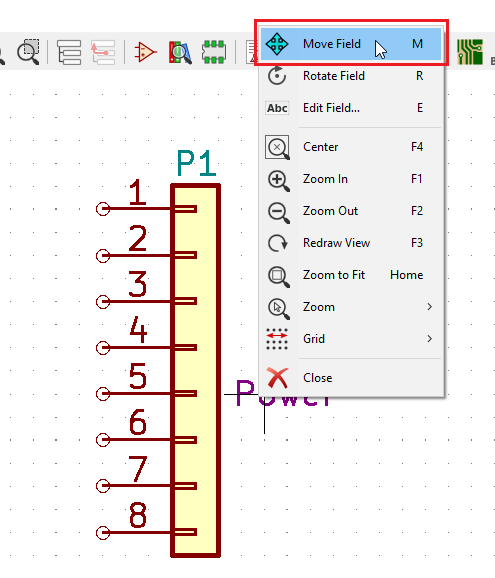 Move Field M
Rotate Field R
Abc Edit Field... E
Center F4
Zoom In F1
Zoom Out F2
Redraw View F3
Zoom to Fit Home
Zoom
Grid
Close
P1
1
2
3
4
5
6
7
8
Power